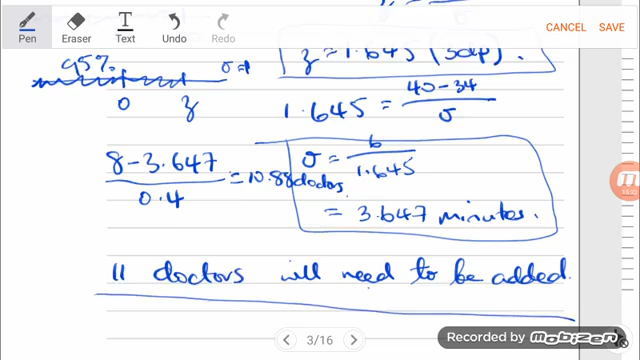 Pen
Eraser
Text
Undo
Redo
CANCEL
SAVE
z = 1.645 (3dp).
95%
0 z
1.645 = 40-34 / σ
8-3.647 / 0.4 = 10.88 doctors
σ = 6 / 1.645
= 3.647 minutes.
11 doctors will need to be added.
3/16
Recorded by mobizen